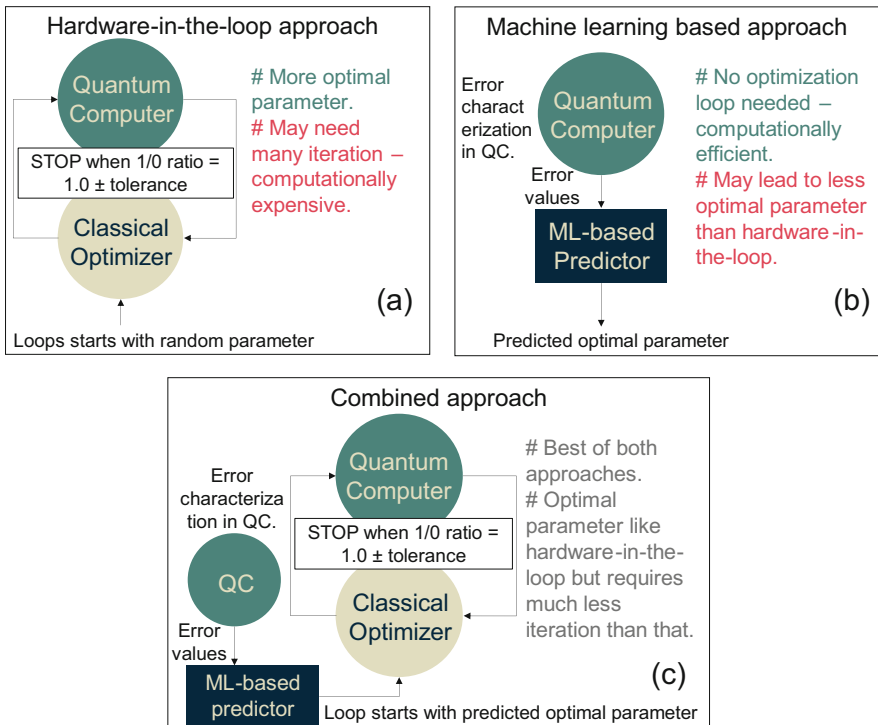 Hardware-in-the-loop approach
Quantum
Computer
STOP when 1/0 ratio =
1.0 ± tolerance
Classical
Optimizer
# More optimal
parameter.
# May need
many iteration –
computationally
expensive.
(a)
Loops starts with random parameter
Machine learning based approach
Error
charact
erization
in QC.
Quantum
Computer
Error
values
ML-based
Predictor
# No optimization
loop needed –
computationally
efficient.
# May lead to less
optimal parameter
than hardware-in-
the-loop.
(b)
Predicted optimal parameter
Combined approach
Error
characteriza
tion in QC.
QC
Error
values
ML-based
predictor
Quantum
Computer
STOP when 1/0 ratio =
1.0 ± tolerance
Classical
Optimizer
# Best of both
approaches.
# Optimal
parameter like
hardware-in-the-
loop but requires
much less
iteration than that.
(c)
Loop starts with predicted optimal parameter